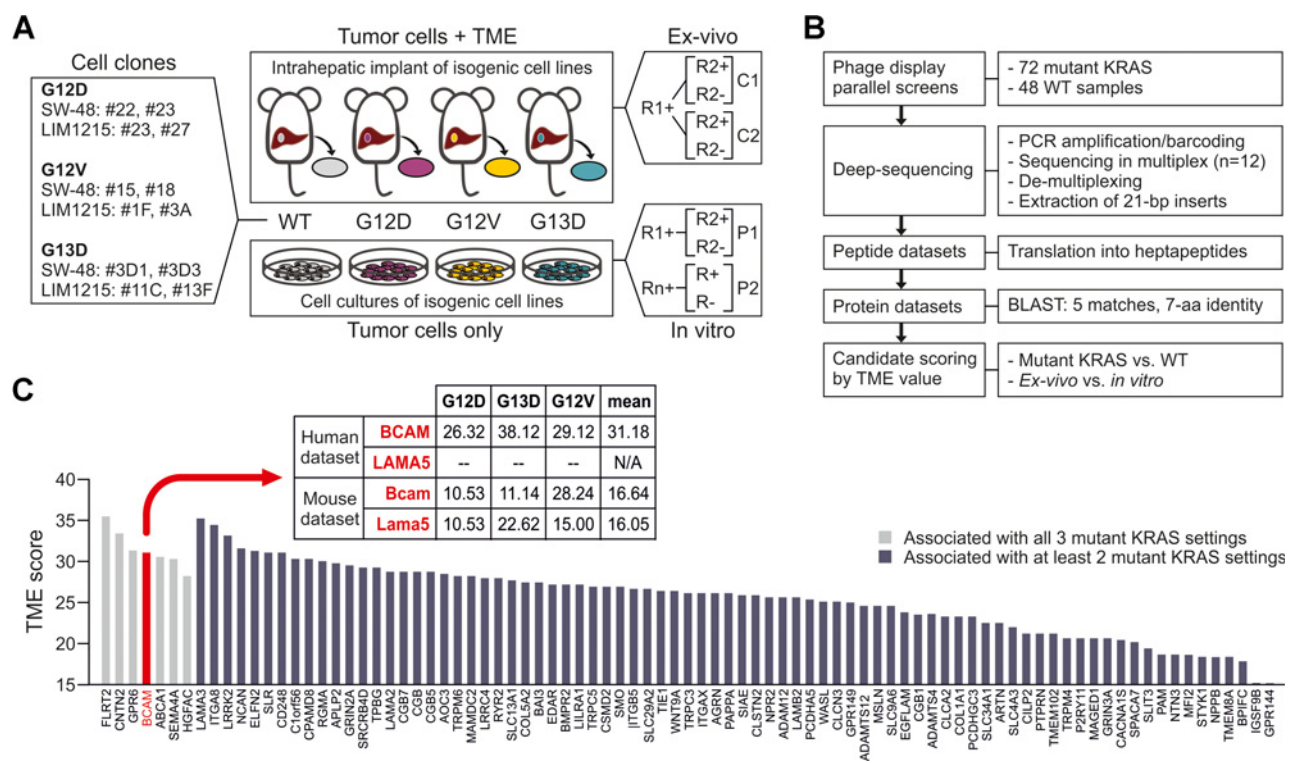 A
Cell clones
G12D
SW-48: #22, #23
LIM1215: #23, #27
G12V
SW-48: #15, #18
LIM1215: #1F, #3A
G13D
SW-48: #3D1, #3D3
LIM1215: #11C, #13F
Tumor cells + TME
Intrahepatic implant of isogenic cell lines
WT G12D G12V G13D
Cell cultures of isogenic cell lines
Tumor cells only
Ex-vivo
R1+
R2+
R2-
C1
R2+
R2-
C2
R1+
R2+
R2-
P1
Rn+
R+
R-
P2
In vitro
B
Phage display parallel screens
- 72 mutant KRAS
- 48 WT samples
Deep-sequencing
- PCR amplification/barcoding
- Sequencing in multiplex (n=12)
- De-multiplexing
- Extraction of 21-bp inserts
Peptide datasets
Translation into heptapeptides
Protein datasets
BLAST: 5 matches, 7-aa identity
Candidate scoring by TME value
- Mutant KRAS vs. WT
- Ex-vivo vs. in vitro
C
G12D G13D G12V mean
Human dataset
BCAM 26.32 38.12 29.12 31.18
LAMA5 -- -- -- N/A
Mouse dataset
Bcam 10.53 11.14 28.24 16.64
Lama5 10.53 22.62 15.00 16.05
Associated with all 3 mutant KRAS settings
Associated with at least 2 mutant KRAS settings
TME score
40
35
30
25
20
15
FLRT2
CNTN2
GPR6
BCAM
ABCA1
SEMA4A
HGFAC
LAMA3
ITGA8
LRRK2
NCAN
ELFN2
SLR
CD248
C1orf56
CPAMD8
RGMA
APLP2
GRIN2A
SRCRB4D
TPBG
LAMA2
CGB7
CGB
CGB5
AOC3
TRPM6
MAMDC2
LRRC4
RYR2
SLC13A1
COL5A2
BAI3
EDAR
BMPR2
LILRA1
TRPC5
CSMD2
SMO
|ITGB5
SLC29A2
TIE1
WNT9A
TRPC3
ITGAX
AGRN
PAPPA
SIAE
CLSTN2
NPR2
ADAM12
LAMB2
PCDHA5
WASL
CLCN3
GPR149
ADAMTS12
MSLN
SLC9A6
EGFLAM
CGB1
ADAMTS4
CLCA2
COL1A1
PCDHGC3
SLC34A1
ARTN
SLC4A3
CILP2
PTPRN
TMEM102
TRPM4
P2RY11
MAGED1
GRIN3A
CACNA1S
SPACA7
SLIT3
PAM
NTN3
MFI2
STYK1
NPPB
TMEM8A
BPIFC
IGSF9B
GPR144